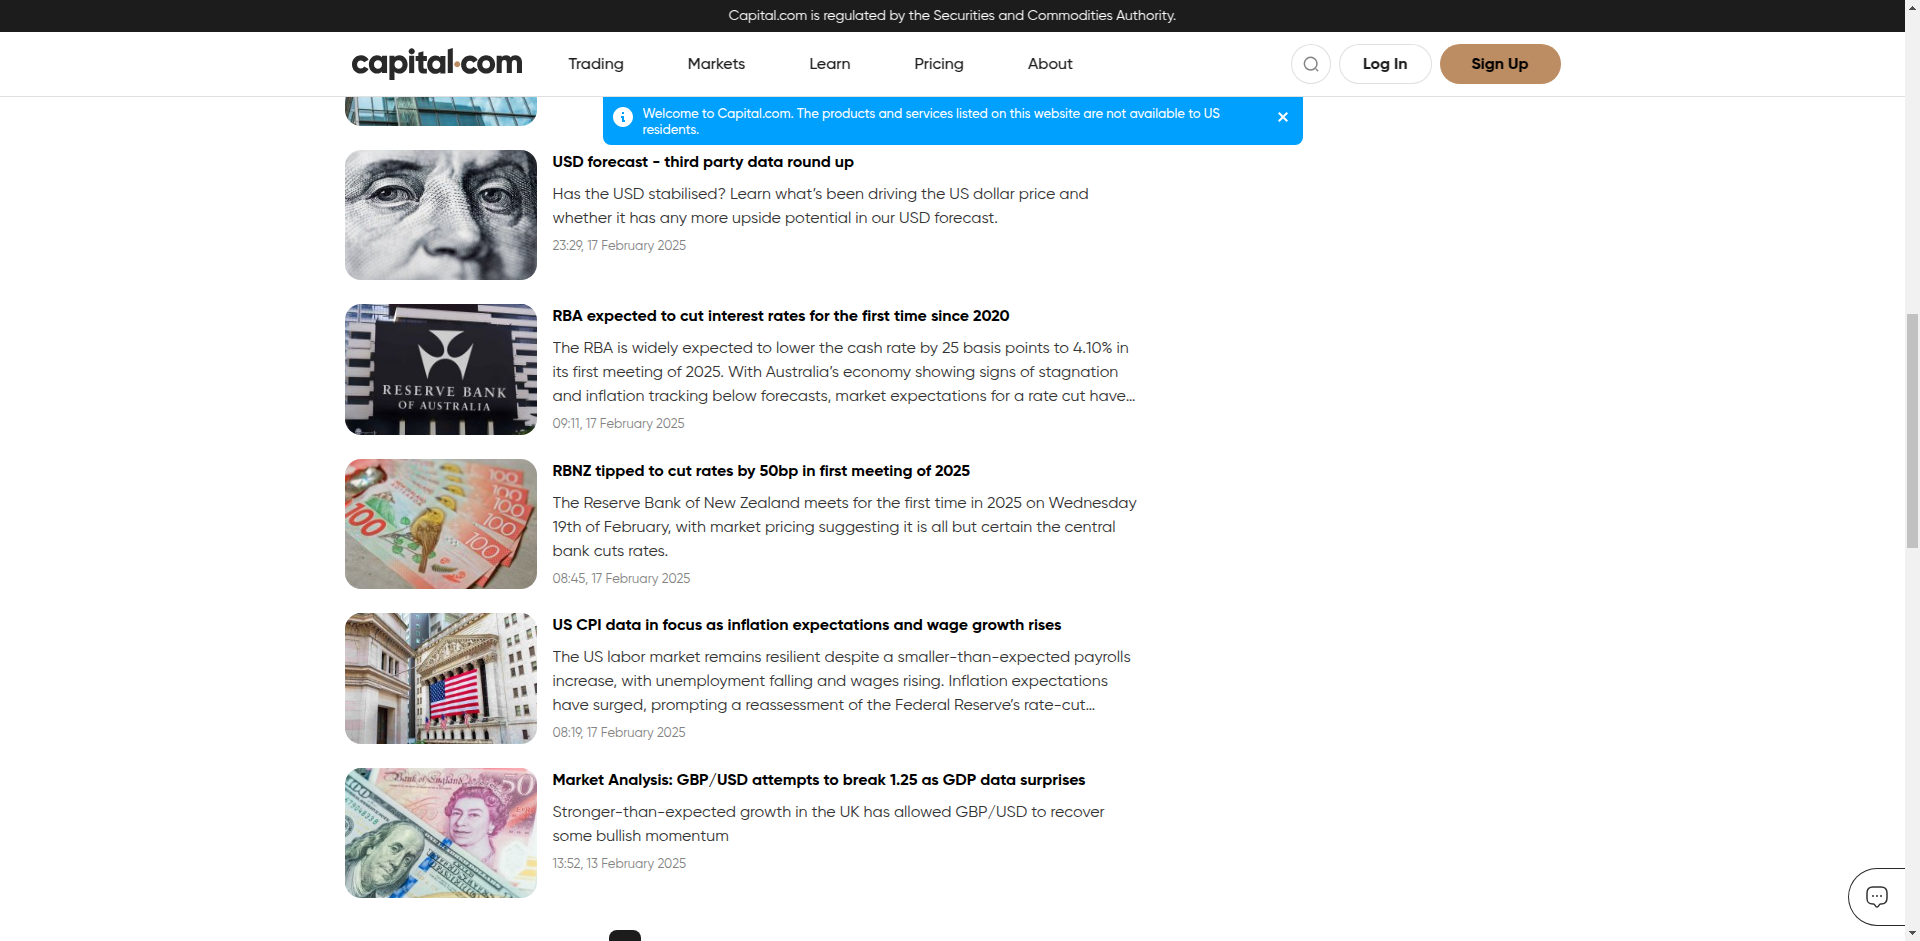 Capital.com is regulated by the Securities and Commodities Authority.
capital.com
Trading
Markets
Learn
Pricing
About
Log In
Sign Up
Welcome to Capital.com. The products and services listed on this website are not available to US
residents.
USD forecast - third party data round up
Has the USD stabilised? Learn what’s been driving the US dollar price and
whether it has any more upside potential in our USD forecast.
23:29, 17 February 2025
RESERVE BANK
OF AUSTRALIA
RBA expected to cut interest rates for the first time since 2020
The RBA is widely expected to lower the cash rate by 25 basis points to 4.10% in
its first meeting of 2025. With Australia’s economy showing signs of stagnation
and inflation tracking below forecasts, market expectations for a rate cut have...
09:11, 17 February 2025
100
100
100
100
100
100
RBNZ tipped to cut rates by 50bp in first meeting of 2025
The Reserve Bank of New Zealand meets for the first time in 2025 on Wednesday
19th of February, with market pricing suggesting it is all but certain the central
bank cuts rates.
08:45, 17 February 2025
US CPI data in focus as inflation expectations and wage growth rises
The US labor market remains resilient despite a smaller-than-expected payrolls
increase, with unemployment falling and wages rising. Inflation expectations
have surged, prompting a reassessment of the Federal Reserve’s rate-cut...
08:19, 17 February 2025
Bank of England
50
Market Analysis: GBP/USD attempts to break 1.25 as GDP data surprises
Stronger-than-expected growth in the UK has allowed GBP/USD to recover
some bullish momentum
13:52, 13 February 2025